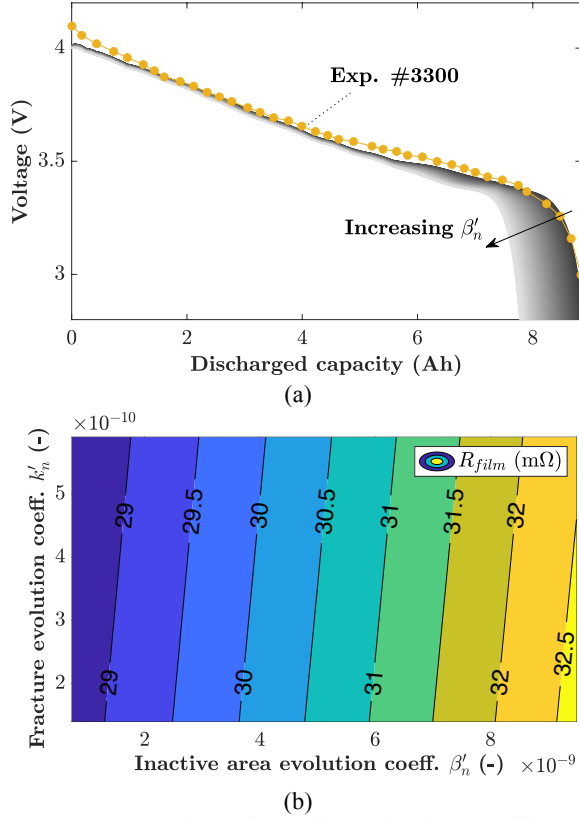 4
3.5
3
Voltage (V)
Exp. #3300
Increasing β′ₙ
0 2 4 6 8
Discharged capacity (Ah)
(a)
×10⁻¹⁰
R_film (mΩ)
5
4
3
2
Fracture evolution coeff. k′ₙ (-)
29 29.5 30 30.5 31 31.5 32
29 30 31 32 32.5
2 4 6 8
Inactive area evolution coeff. β′ₙ (-) ×10⁻⁹
(b)